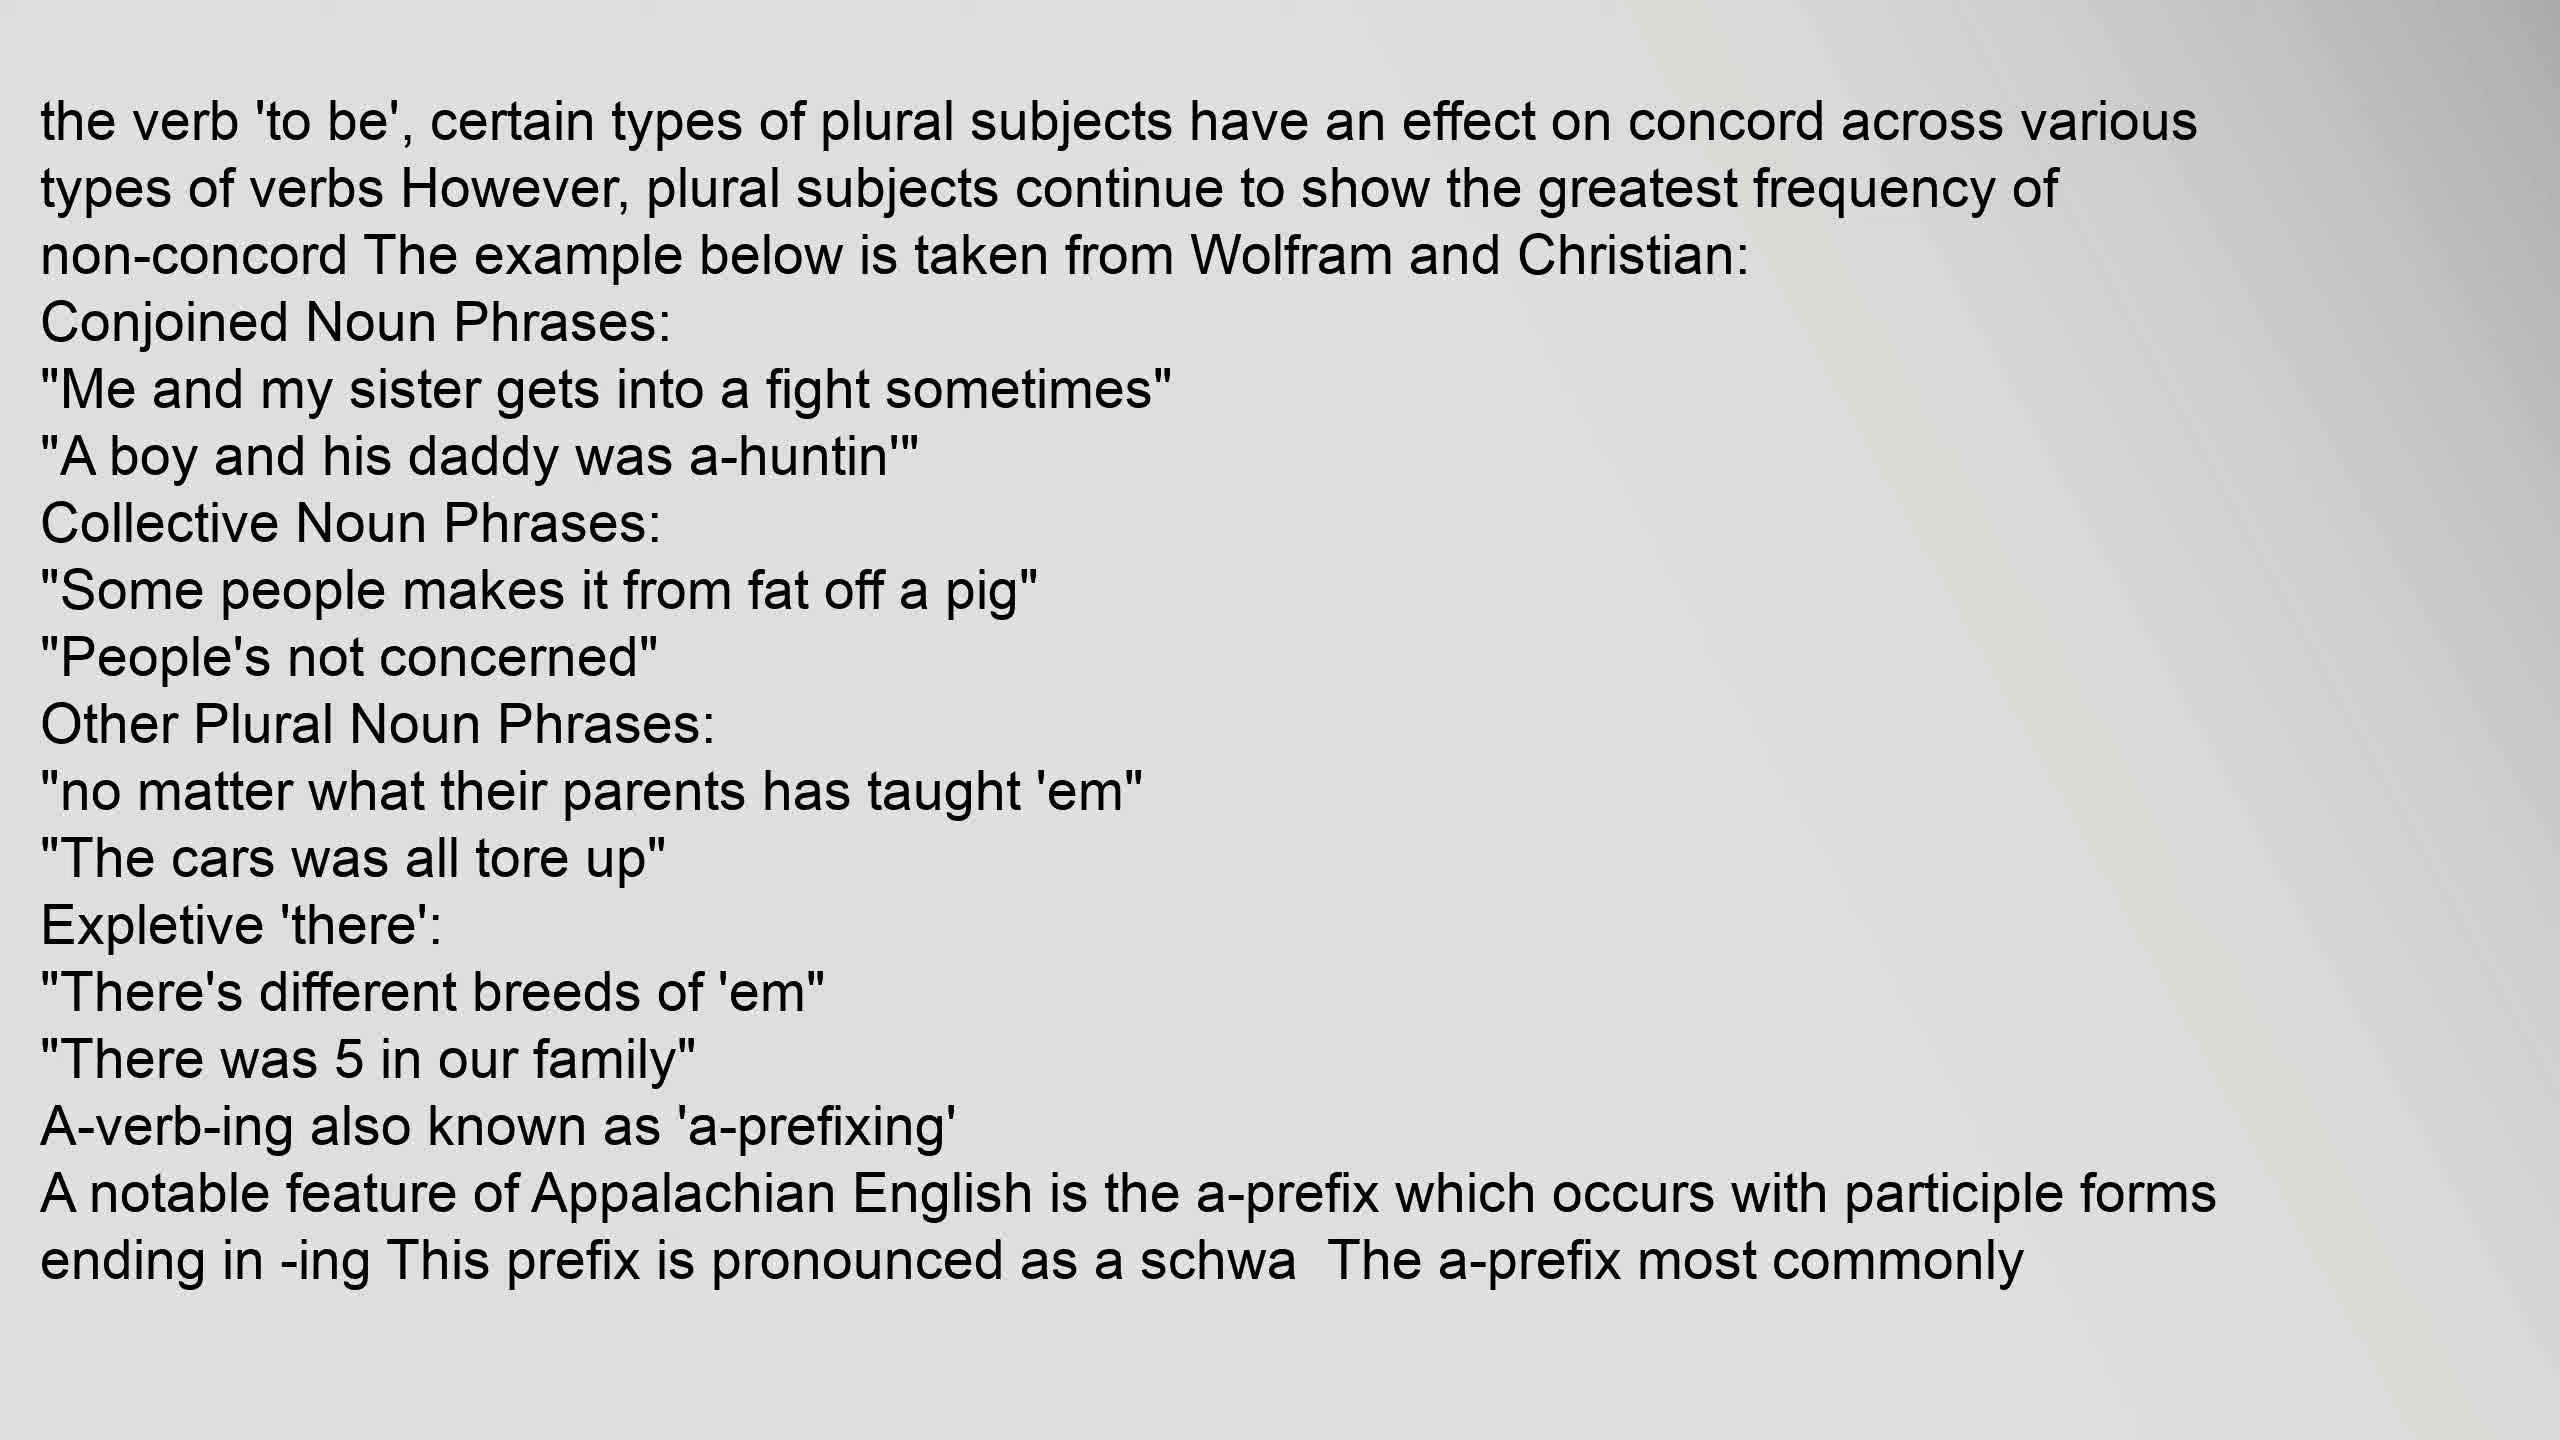 the verb 'to be', certain types of plural subjects have an effect on concord across various
types of verbs However, plural subjects continue to show the greatest frequency of
non-concord The example below is taken from Wolfram and Christian:
Conjoined Noun Phrases:
"Me and my sister gets into a fight sometimes"
"A boy and his daddy was a-huntin'"
Collective Noun Phrases:
"Some people makes it from fat off a pig"
"People's not concerned"
Other Plural Noun Phrases:
"no matter what their parents has taught 'em"
"The cars was all tore up"
Expletive 'there':
"There's different breeds of 'em"
"There was 5 in our family"
A-verb-ing also known as 'a-prefixing'
A notable feature of Appalachian English is the a-prefix which occurs with participle forms
ending in -ing This prefix is pronounced as a schwa  The a-prefix most commonly